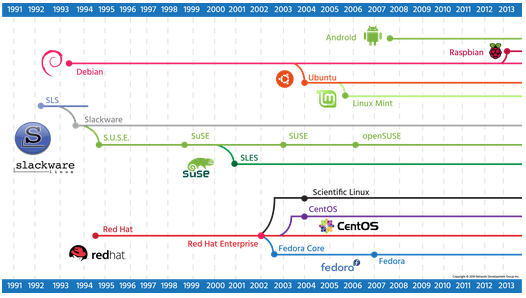 1991 1992 1993 1994 1995 1996 1997 1998 1999 2000 2001 2002 2003 2004 2005 2006 2007 2008 2009 2010 2011 2012 2013
Android
Raspbian
Debian
Ubuntu
Linux Mint
SLS
Slackware
S.U.S.E.
SuSE
SUSE
openSUSE
S
slackware
linux
suse
SLES
Scientific Linux
CentOS
CentOS
Red Hat
Red Hat Enterprise
redhat.
Fedora Core
Fedora
fedora
Copyright © 2019 Network Development Group Inc.
1991 1992 1993 1994 1995 1996 1997 1998 1999 2000 2001 2002 2003 2004 2005 2006 2007 2008 2009 2010 2011 2012 2013